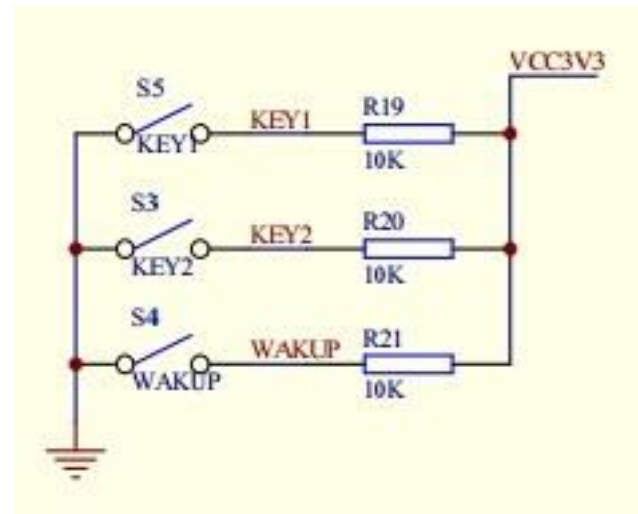 VCC3V3
S5
KEY1
KEY1
R19
10K
S3
KEY2
KEY2
R20
10K
S4
WAKUP
WAKUP
R21
10K